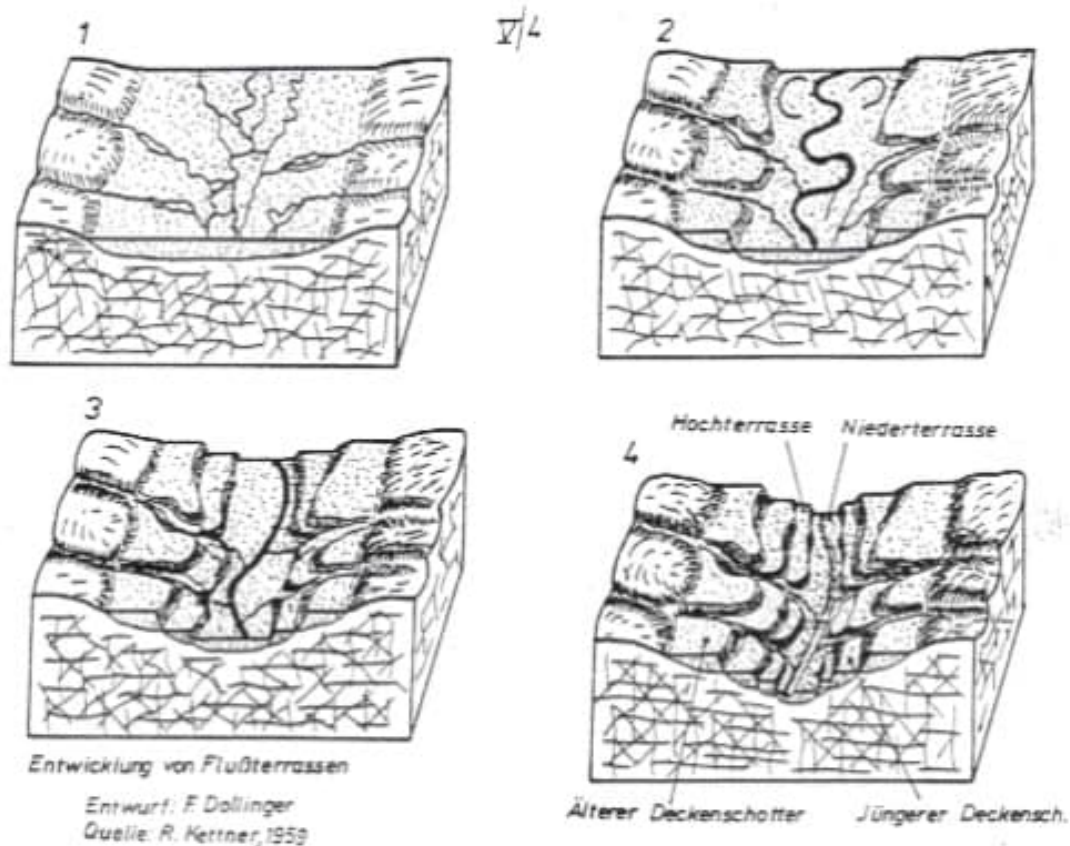 1
V/4
2
3
Hochterrasse
Niederterrasse
4
Entwicklung von Flußterrassen
Entwurf: F. Dollinger
Quelle: R. Kettner, 1959
Älterer Deckenschotter
Jüngerer Deckensch.